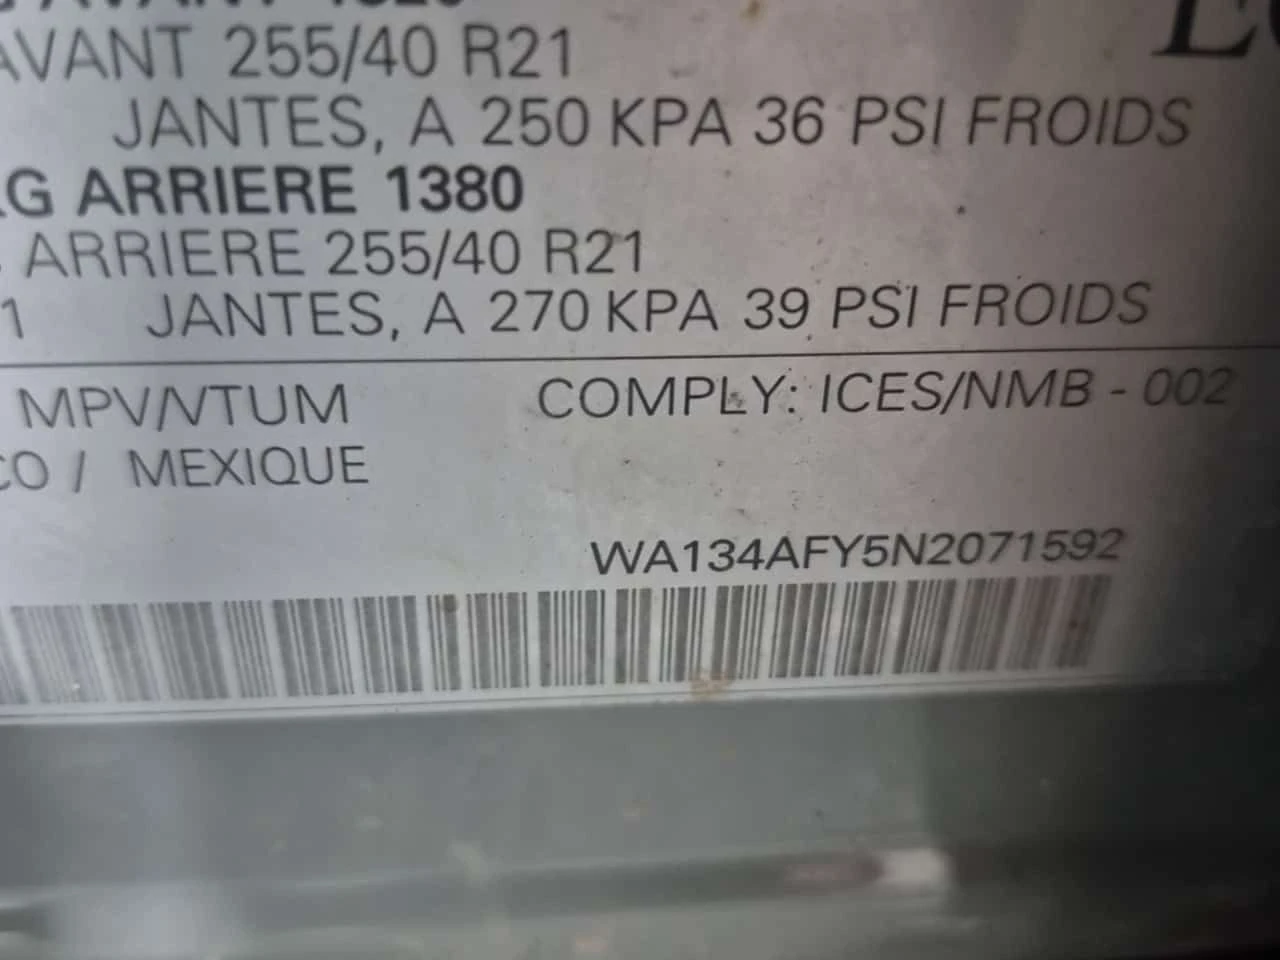 AVANT 255/40 R21
JANTES, A 250 KPA 36 PSI FROIDS
G ARRIERE 1380
ARRIERE 255/40 R21
1 JANTES, A 270 KPA 39 PSI FROIDS
MPV/VTUM COMPLY: ICES/NMB - 002
CO / MEXIQUE
WA134AFY5N2071592